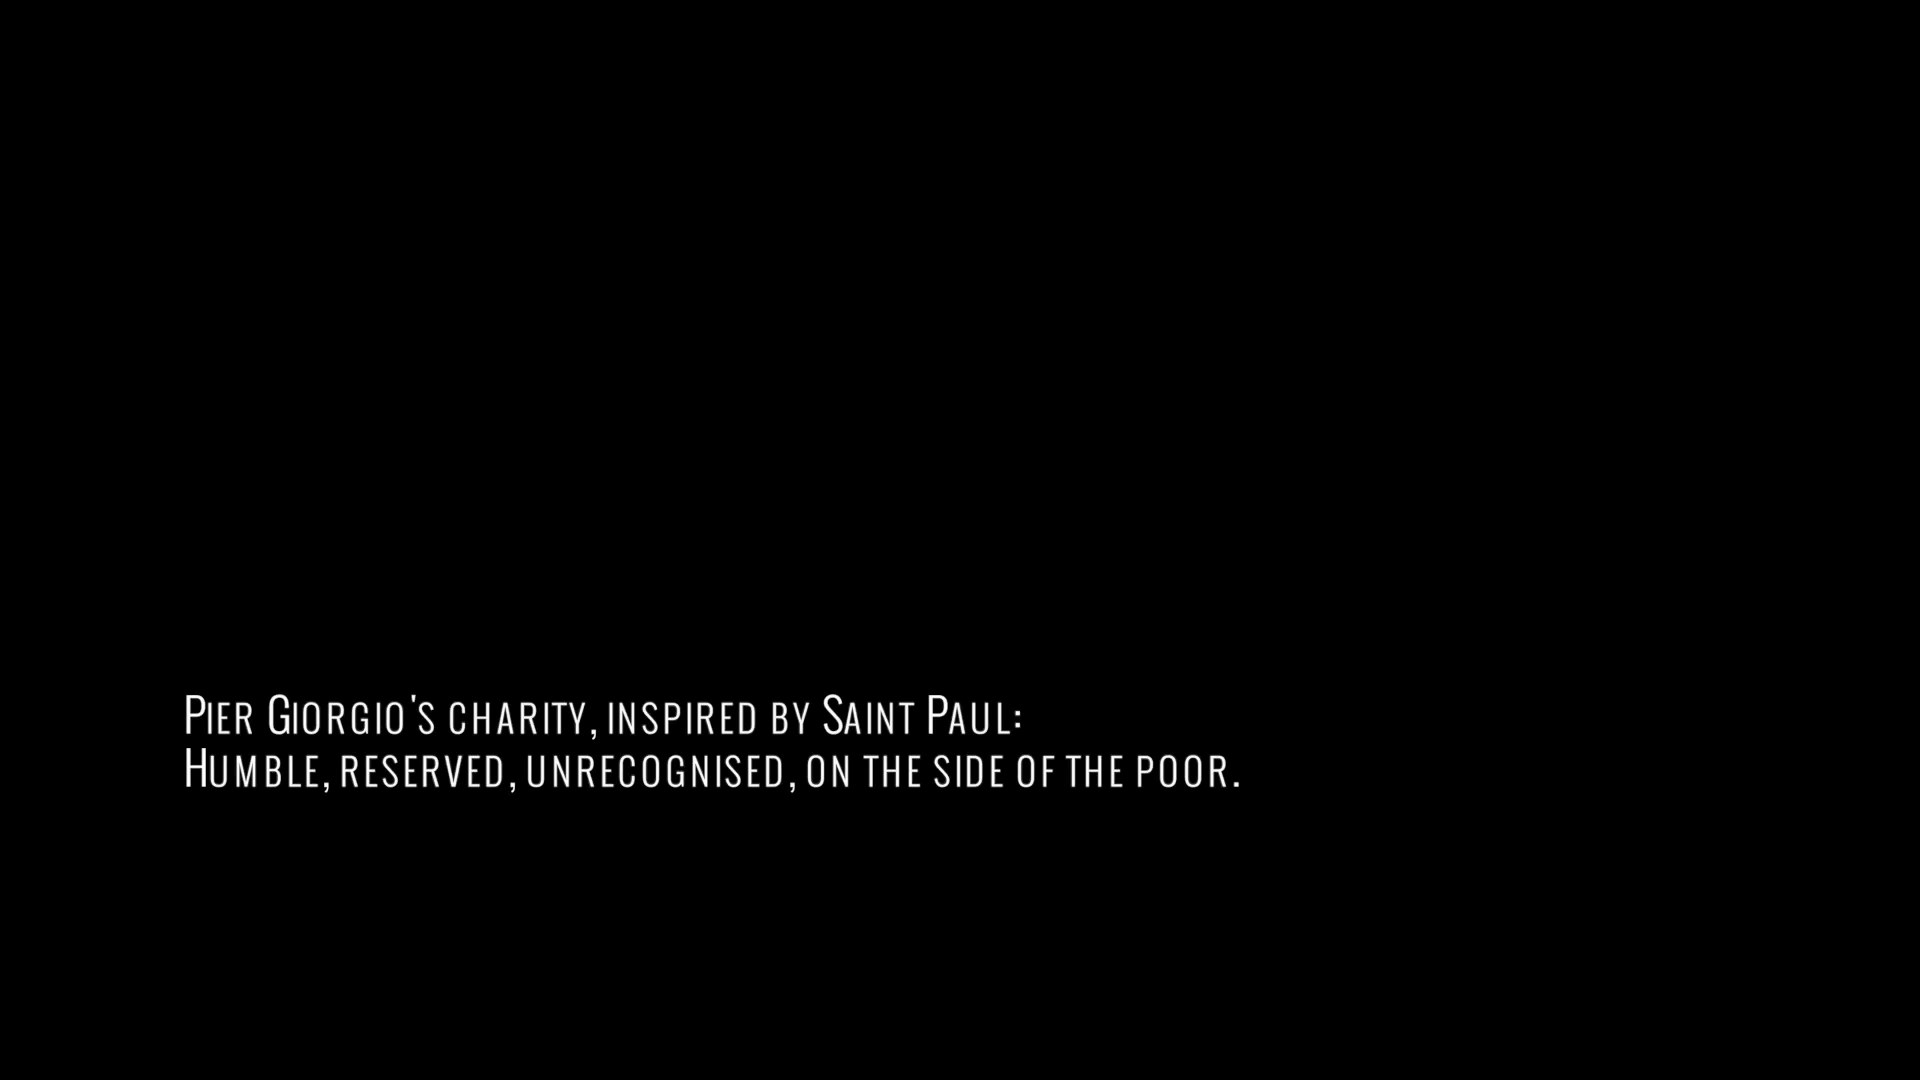 Pier Giorgio's charity, inspired by Saint Paul:
Humble, reserved, unrecognised, on the side of the poor.